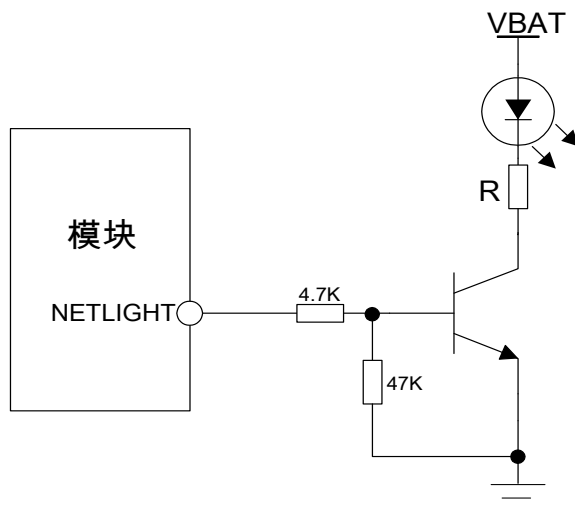 VBAT
R
模块
NETLIGHT
4.7K
47K